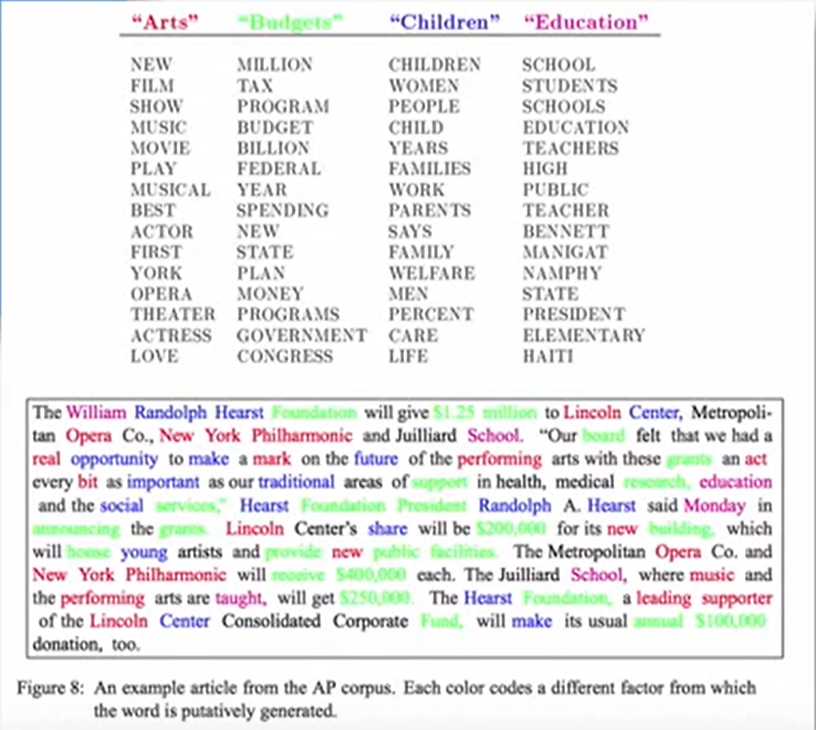 “Arts” “Budgets” “Children” “Education”
NEW MILLION CHILDREN SCHOOL
FILM TAX WOMEN STUDENTS
SHOW PROGRAM PEOPLE SCHOOLS
MUSIC BUDGET CHILD EDUCATION
MOVIE BILLION YEARS TEACHERS
PLAY FEDERAL FAMILIES HIGH
MUSICAL YEAR WORK PUBLIC
BEST SPENDING PARENTS TEACHER
ACTOR NEW SAYS BENNETT
FIRST STATE FAMILY MANIGAT
YORK PLAN WELFARE NAMPHY
OPERA MONEY MEN STATE
THEATER PROGRAMS PERCENT PRESIDENT
ACTRESS GOVERNMENT CARE ELEMENTARY
LOVE CONGRESS LIFE HAITI
The William Randolph Hearst Foundation will give $1.25 million to Lincoln Center, Metropoli-
tan Opera Co., New York Philharmonic and Juilliard School. “Our board felt that we had a
real opportunity to make a mark on the future of the performing arts with these grants an act
every bit as important as our traditional areas of support in health, medical research, education
and the social services,” Hearst Foundation President Randolph A. Hearst said Monday in
announcing the grants. Lincoln Center’s share will be $200,000 for its new building, which
will house young artists and provide new public facilities. The Metropolitan Opera Co. and
New York Philharmonic will receive $400,000 each. The Juilliard School, where music and
the performing arts are taught, will get $250,000. The Hearst Foundation, a leading supporter
of the Lincoln Center Consolidated Corporate Fund, will make its usual annual $100,000
donation, too.
Figure 8: An example article from the AP corpus. Each color codes a different factor from which
the word is putatively generated.